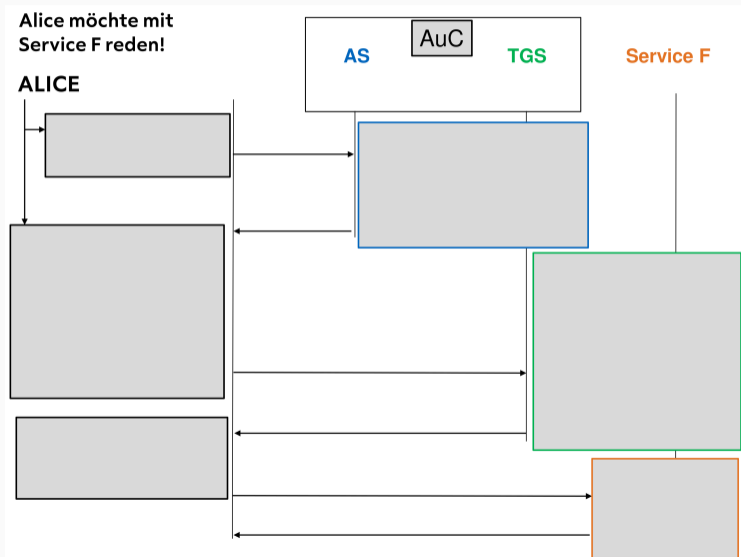 Alice möchte mit
Service F reden!
AuC
AS
TGS
Service F
ALICE